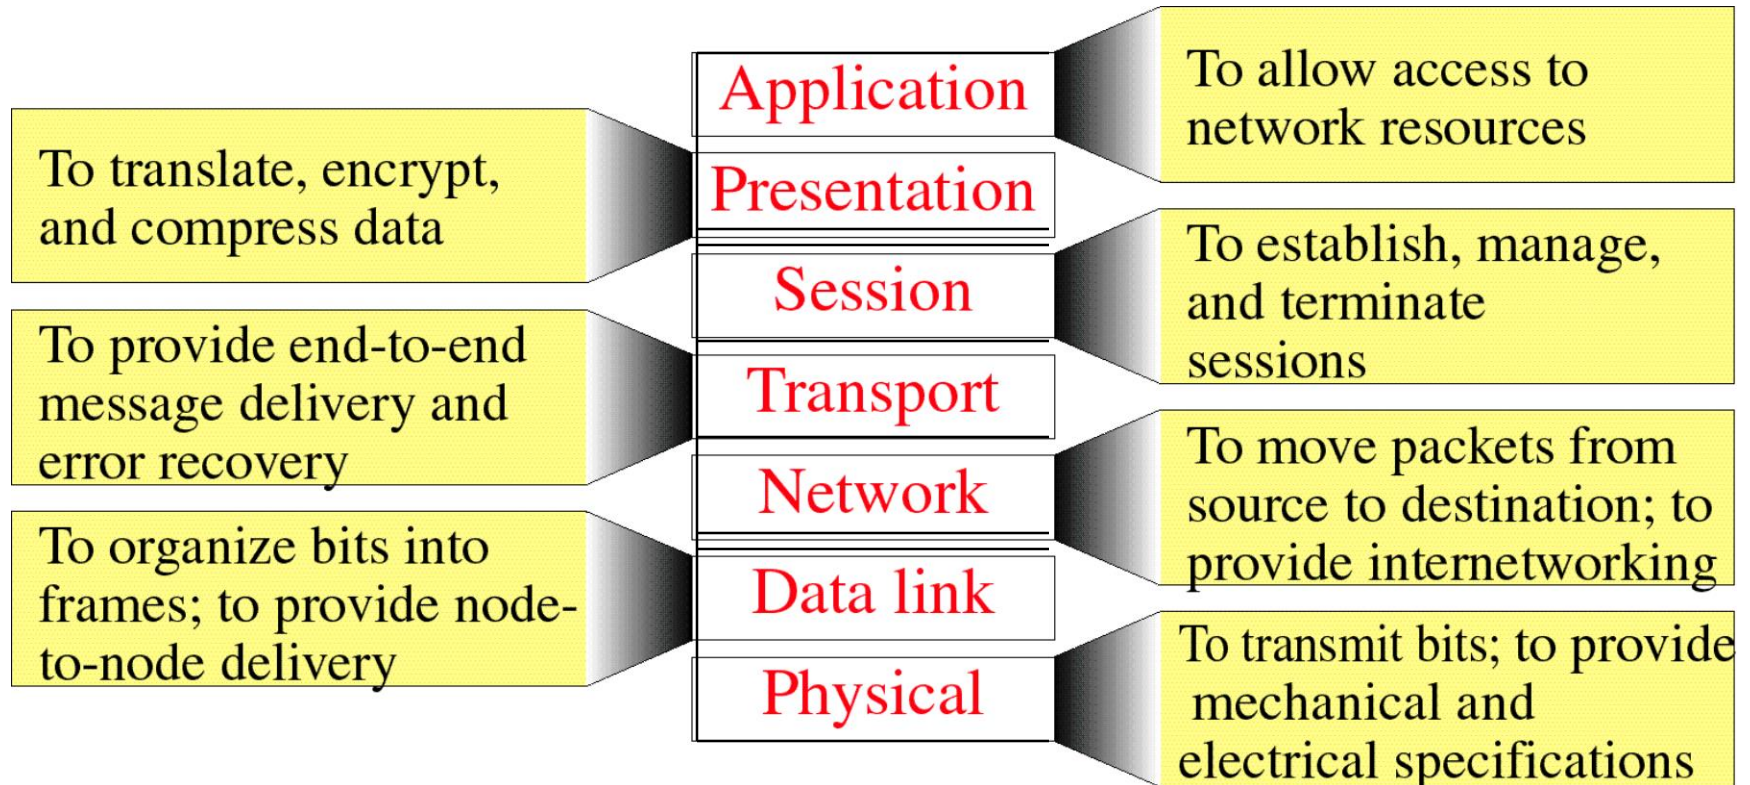 Application
To allow access to
network resources
To translate, encrypt,
and compress data
Presentation
Session
To establish, manage,
and terminate
sessions
To provide end-to-end
message delivery and
error recovery
Transport
Network
To move packets from
source to destination; to
provide internetworking
To organize bits into
frames; to provide node-
to-node delivery
Data link
Physical
To transmit bits; to provide
mechanical and
electrical specifications